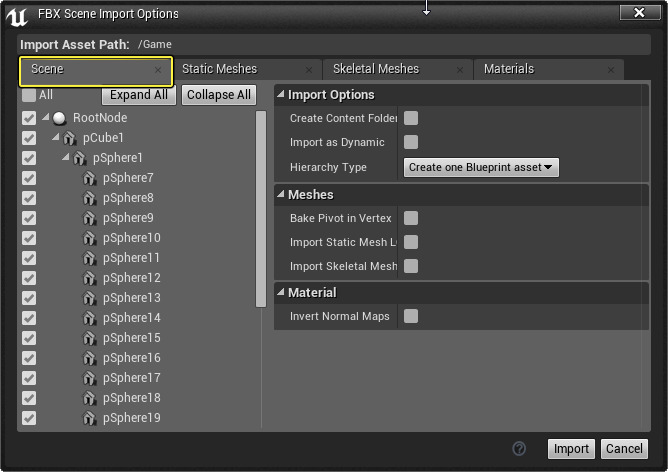 FBX Scene Import Options
Import Asset Path: /Game
Scene
Static Meshes
Skeletal Meshes
Materials
All
Expand All
Collapse All
RootNode
pCube1
pSphere1
pSphere7
pSphere8
pSphere9
pSphere10
pSphere11
pSphere12
pSphere13
pSphere14
pSphere15
pSphere16
pSphere17
pSphere18
pSphere19
Import Options
Create Content Folder
Import as Dynamic
Hierarchy Type
Create one Blueprint asset
Meshes
Bake Pivot in Vertex
Import Static Mesh L
Import Skeletal Mesh
Material
Invert Normal Maps
Import
Cancel